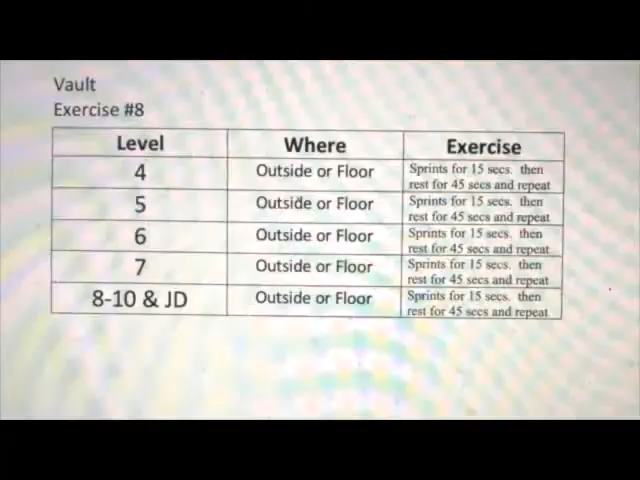 Vault
Exercise #8
Level Where Exercise
4 Outside or Floor Sprints for 15 secs. then
rest for 45 secs and repeat
5 Outside or Floor Sprints for 15 secs. then
rest for 45 secs and repeat
6 Outside or Floor Sprints for 15 secs. then
rest for 45 secs and repeat
7 Outside or Floor Sprints for 15 secs. then
rest for 45 secs and repeat
8-10 & JD Outside or Floor Sprints for 15 secs. then
rest for 45 secs and repeat